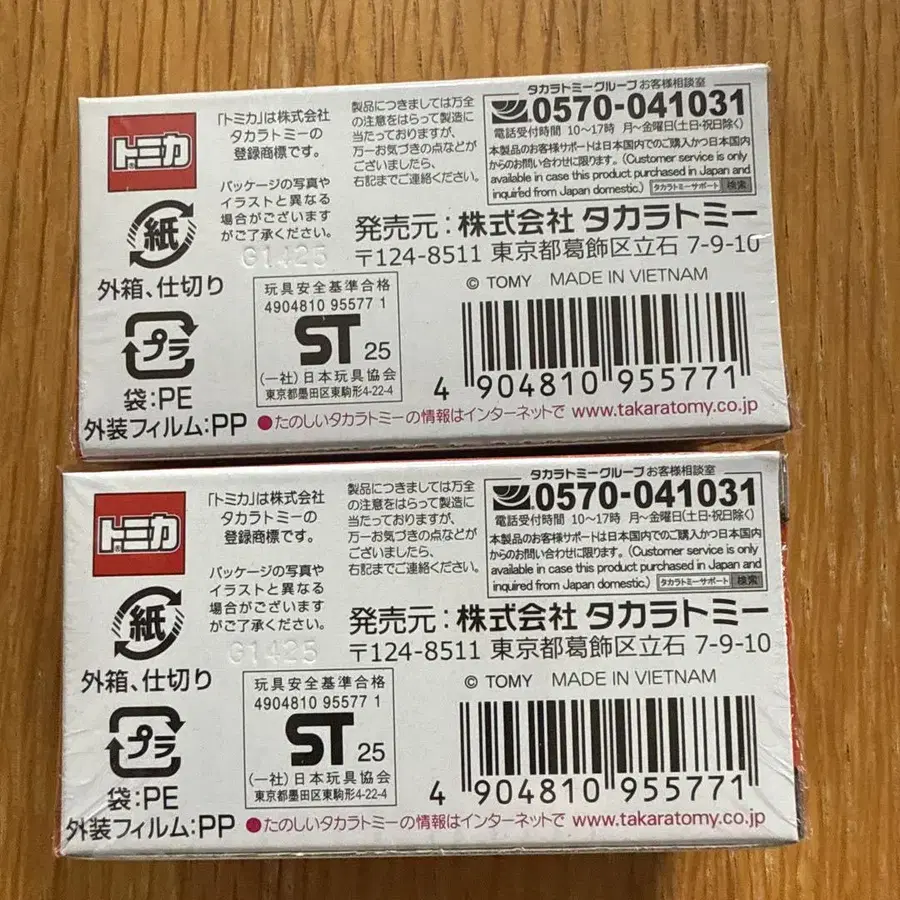 トミカ
「トミカ」は株式会社
タカラトミーの
登録商標です。
パッケージの写真や
イラストと異なる
場合がございます
がご了承ください。
G1425
製品につきましては万全
の注意をはらって製造に
当たっておりますが、
万一お気づきの点などが
ございましたら、
右記までご連絡ください。
タカラトミーグループ お客様相談室
0570-041031
電話受付時間 10〜17時 月〜金曜日(土日・祝日除く)
本製品のお客様サポートは日本国内でのご購入かつ日本国内
からのお問い合わせに限ります。(Customer service is only
available in case this product purchased in Japan and
inquired from Japan domestic.) タカラトミーサポート 検索
発売元:株式会社 タカラトミー
〒124-8511 東京都葛飾区立石 7-9-10
© TOMY MADE IN VIETNAM
紙
外箱、仕切り
プラ
袋:PE
外装フィルム:PP
玩具安全基準合格
4904810 95577 1
ST 25
(一社)日本玩具協会
東京都墨田区東駒形4-22-4
4 904810 955771
●たのしいタカラトミーの情報はインターネットで www.takaratomy.co.jp
トミカ
「トミカ」は株式会社
タカラトミーの
登録商標です。
パッケージの写真や
イラストと異なる
場合がございます
がご了承ください。
G1425
製品につきましては万全
の注意をはらって製造に
当たっておりますが、
万一お気づきの点などが
ございましたら、
右記までご連絡ください。
タカラトミーグループ お客様相談室
0570-041031
電話受付時間 10〜17時 月〜金曜日(土日・祝日除く)
本製品のお客様サポートは日本国内でのご購入かつ日本国内
からのお問い合わせに限ります。(Customer service is only
available in case this product purchased in Japan and
inquired from Japan domestic.) タカラトミーサポート 検索
発売元:株式会社 タカラトミー
〒124-8511 東京都葛飾区立石 7-9-10
© TOMY MADE IN VIETNAM
紙
外箱、仕切り
プラ
袋:PE
外装フィルム:PP
玩具安全基準合格
4904810 95577 1
ST 25
(一社)日本玩具協会
東京都墨田区東駒形4-22-4
4 904810 955771
●たのしいタカラトミーの情報はインターネットで www.takaratomy.co.jp